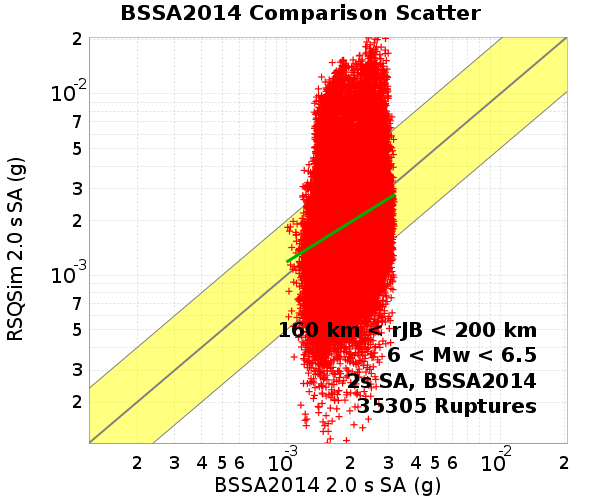 BSSA2014 Comparison Scatter
RSQSim 2.0 s SA (g)
2
10-2
7
5
3
2
10-3
7
5
3
2
160 km < rJB < 200 km
6 < Mw < 6.5
2s SA, BSSA2014
35305 Ruptures
2 3 4 5 6 10-3 2 3 4 5 6 10-2 2
BSSA2014 2.0 s SA (g)